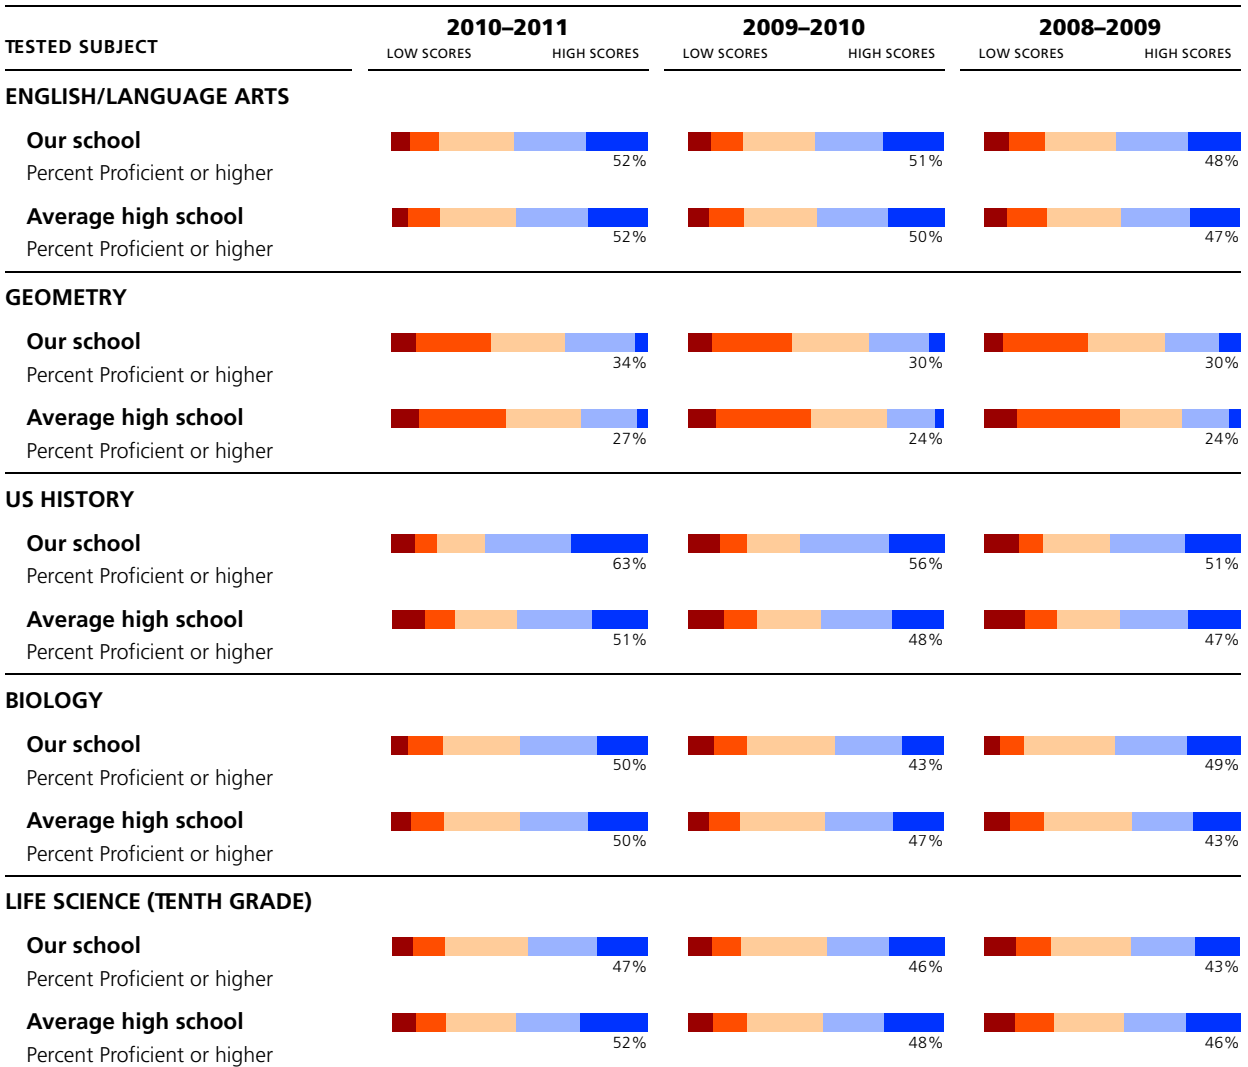 2010–2011 2009–2010 2008–2009
TESTED SUBJECT LOW SCORES HIGH SCORES LOW SCORES HIGH SCORES LOW SCORES HIGH SCORES
ENGLISH/LANGUAGE ARTS
Our school
52% 51% 48%
Percent Proficient or higher
Average high school
52% 50% 47%
Percent Proficient or higher
GEOMETRY
Our school
34% 30% 30%
Percent Proficient or higher
Average high school
27% 24% 24%
Percent Proficient or higher
US HISTORY
Our school
63% 56% 51%
Percent Proficient or higher
Average high school
51% 48% 47%
Percent Proficient or higher
BIOLOGY
Our school
50% 43% 49%
Percent Proficient or higher
Average high school
50% 47% 43%
Percent Proficient or higher
LIFE SCIENCE (TENTH GRADE)
Our school
47% 46% 43%
Percent Proficient or higher
Average high school
52% 48% 46%
Percent Proficient or higher